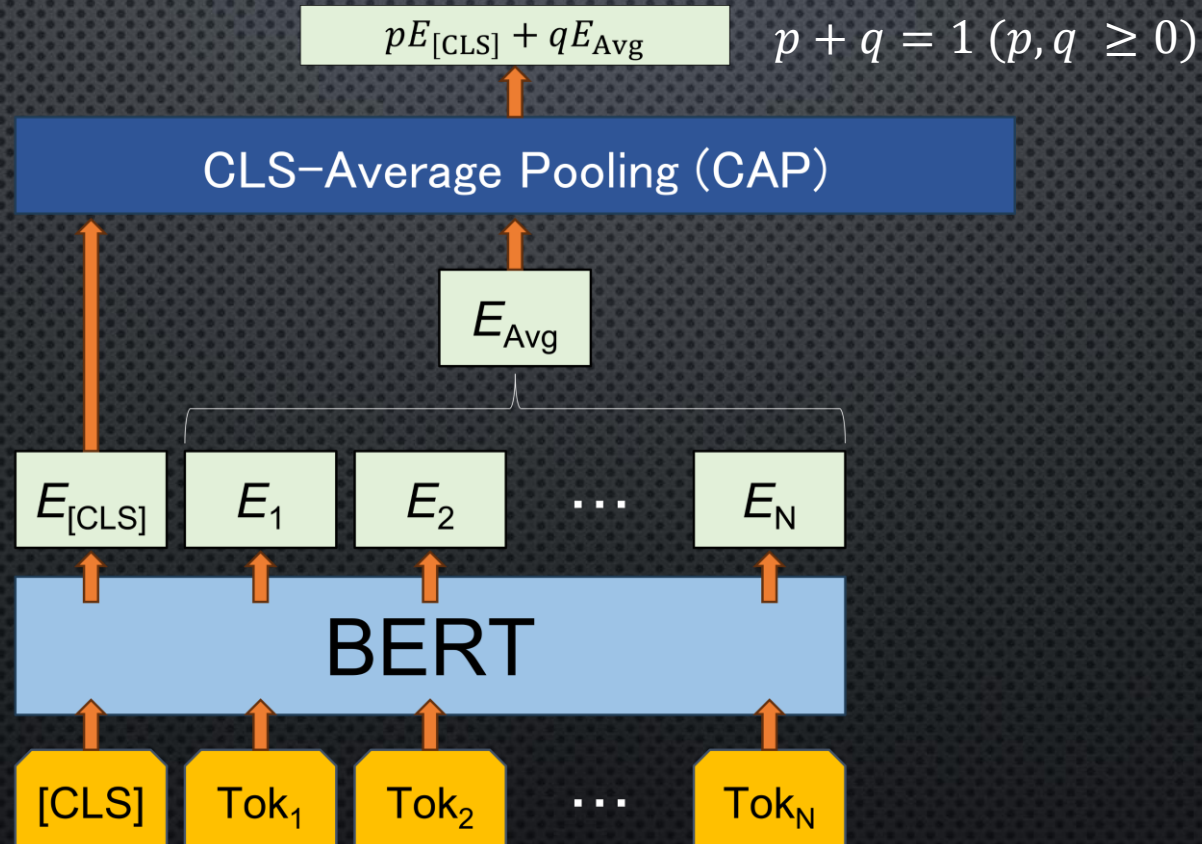 pE[CLS] + qEAvg
p + q = 1 (p, q ≥ 0)
CLS-Average Pooling (CAP)
EAvg
E[CLS] E1 E2 ... EN
BERT
[CLS] Tok1 Tok2 ... TokN